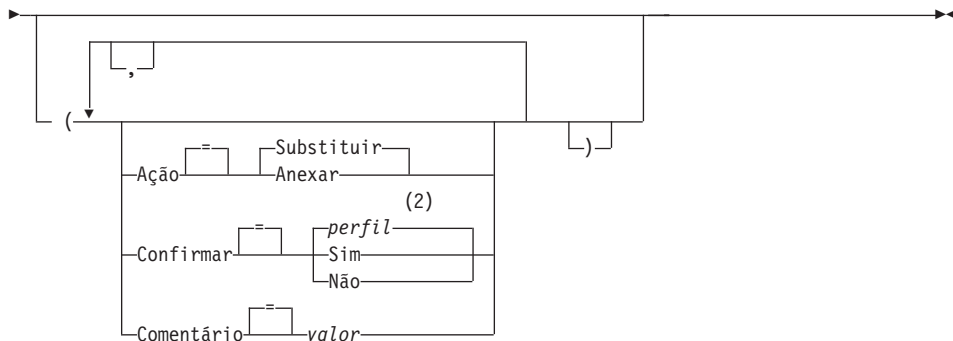 ,
(
)
=
Substituir
Ação
Anexar
(2)
=
perfil
Confirmar
Sim
Não
=
Comentário
valor